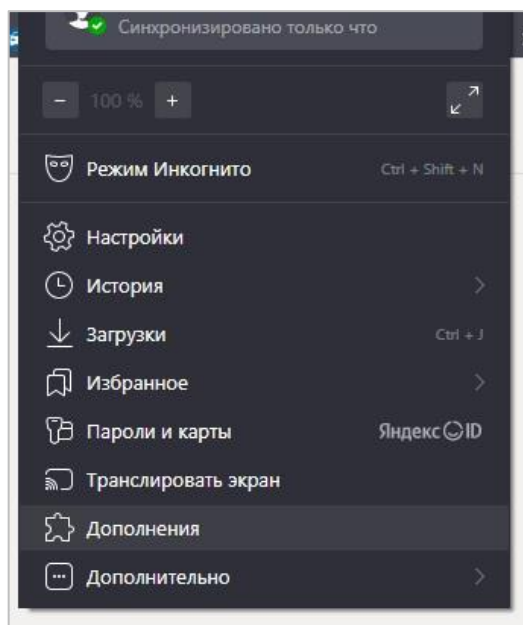 Синхронизировано только что
− 100 % +
Режим Инкогнито Ctrl + Shift + N
Настройки
История
Загрузки Ctrl + J
Избранное
Пароли и карты Яндекс ID
Транслировать экран
Дополнения
Дополнительно